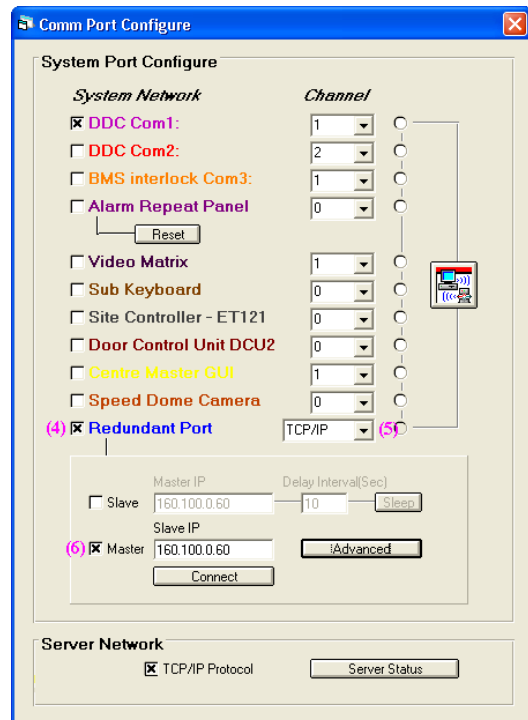 Comm Port Configure
System Port Configure
System Network Channel
DDC Com1: 1
DDC Com2: 2
BMS interlock Com3: 1
Alarm Repeat Panel 0
Reset
Video Matrix 1
Sub Keyboard 0
Site Controller - ET121 0
Door Control Unit DCU2 0
Centre Master GUI 1
Speed Dome Camera 0
(4) Redundant Port TCP/IP (5)
Master IP Delay Interval(Sec)
Slave 160.100.0.60 10 Sleep
Slave IP
(6) Master 160.100.0.60 Advanced
Connect
Server Network
TCP/IP Protocol Server Status